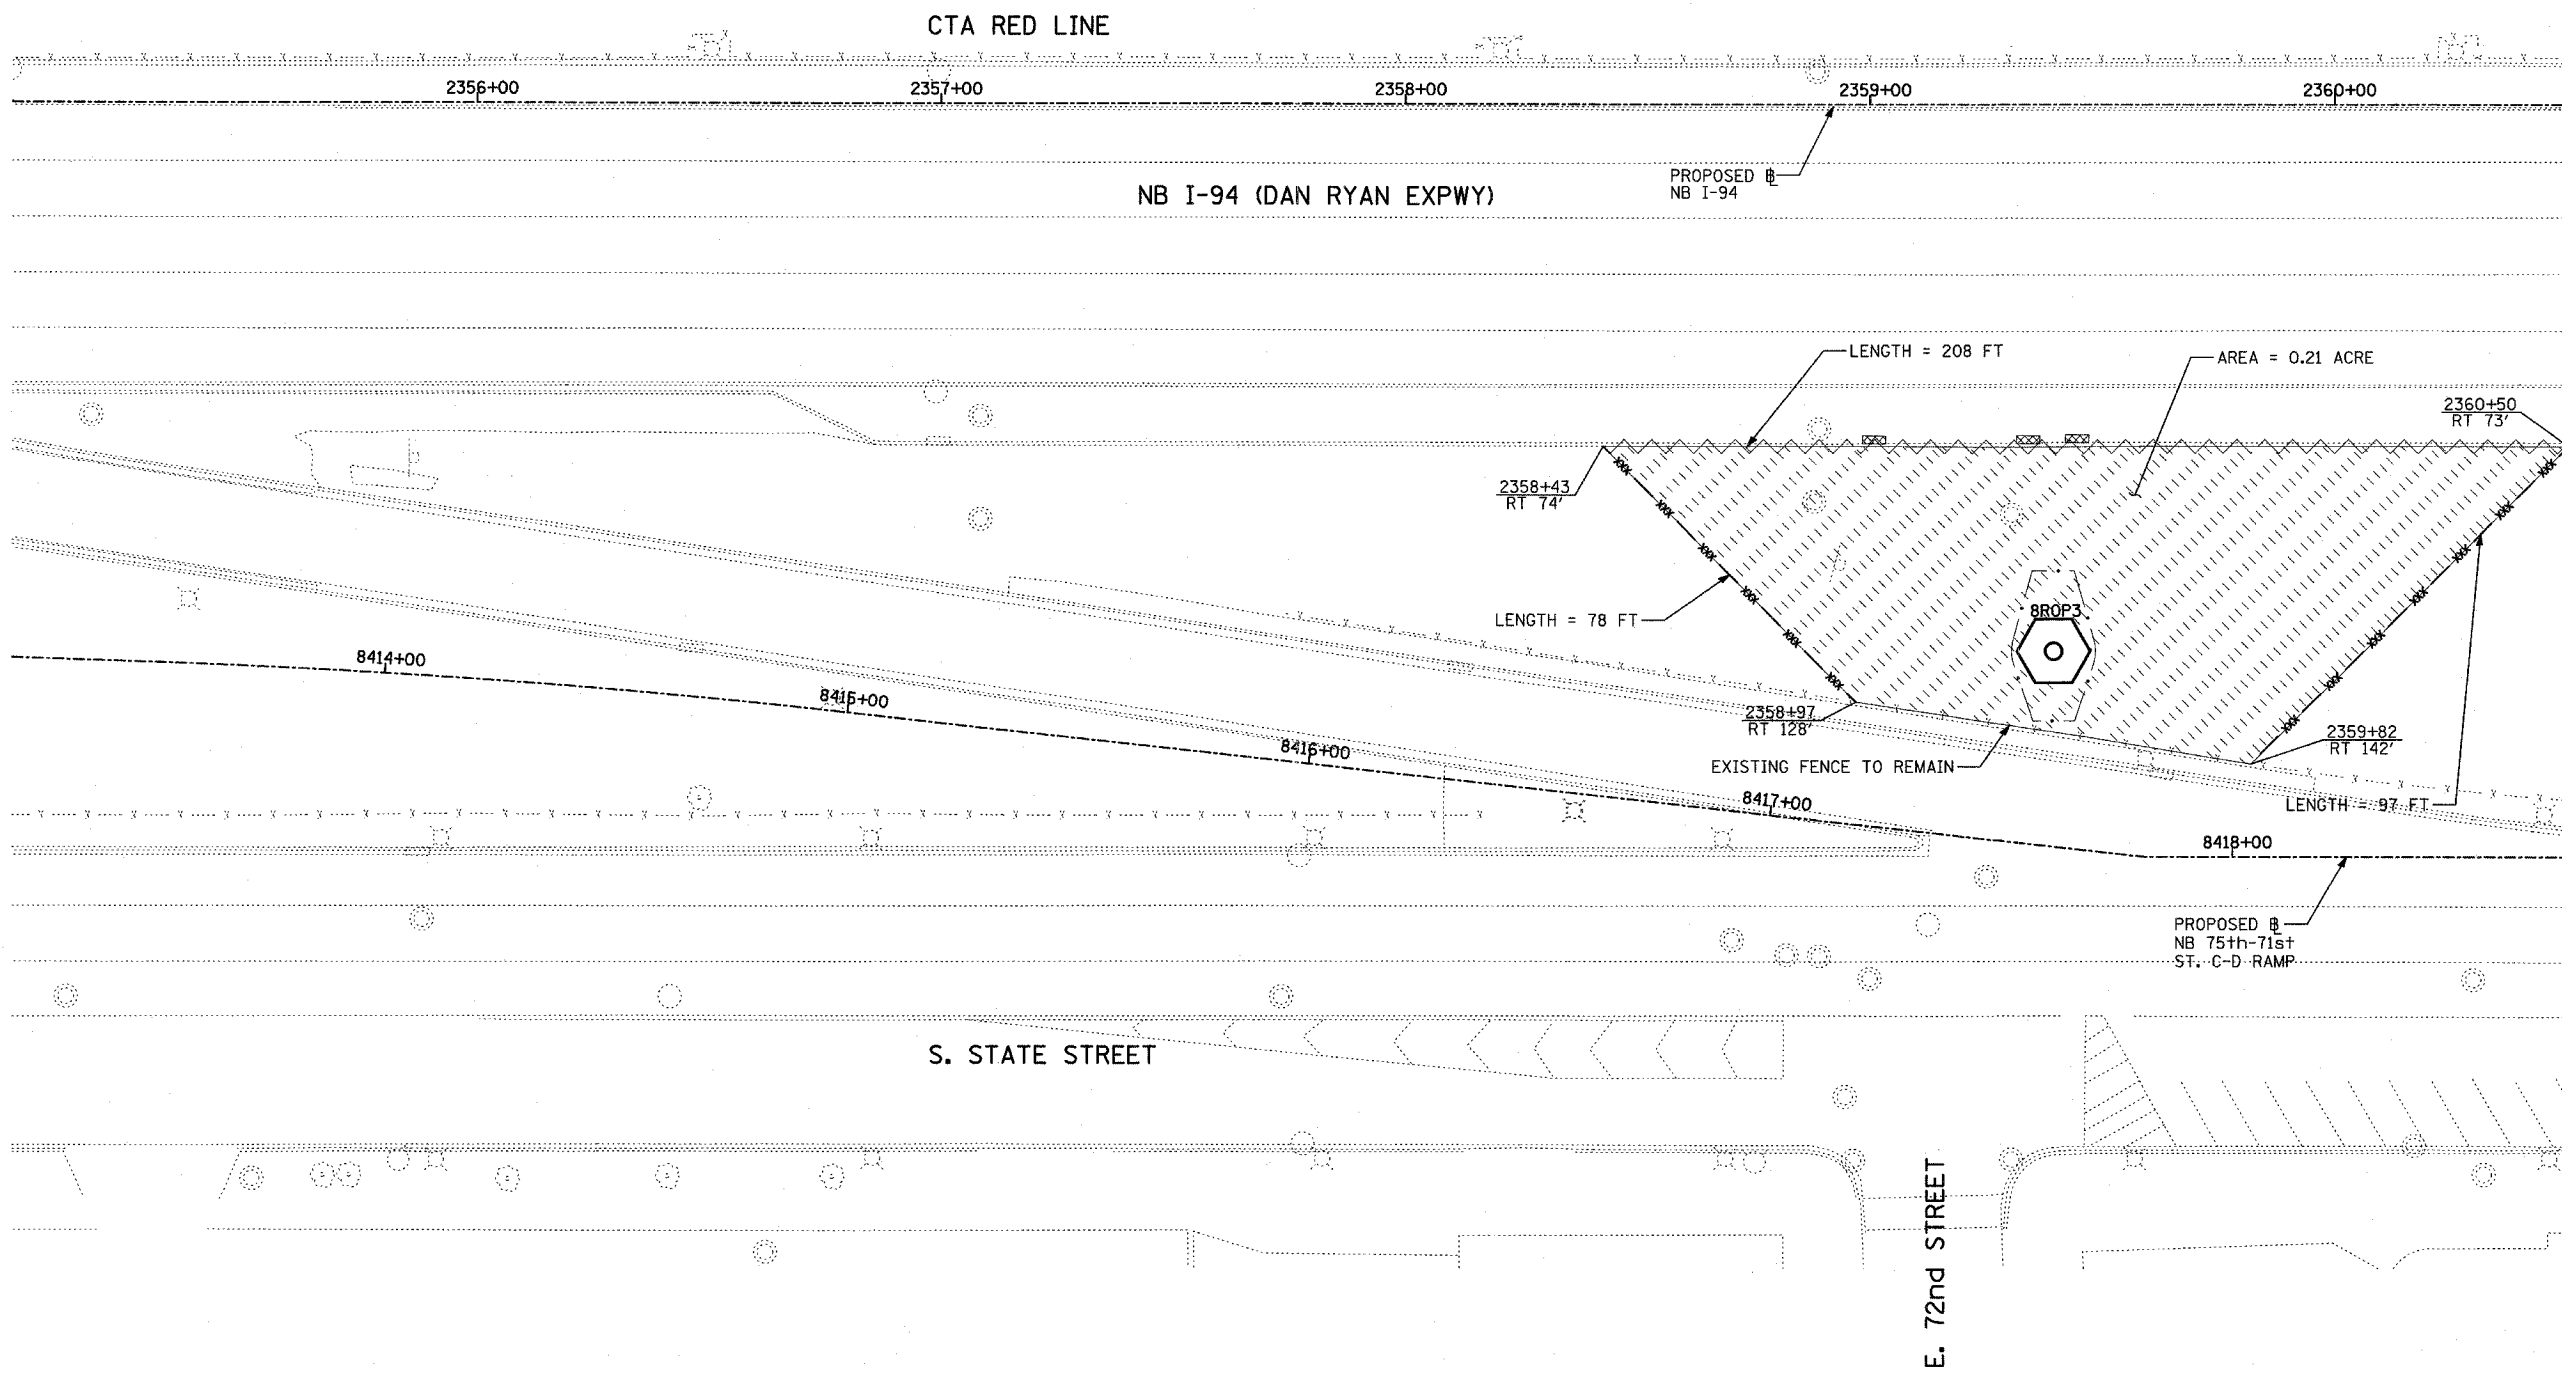 CTA RED LINE
2356+00
2357+00
2358+00
2359+00
2360+00
PROPOSED ⅊
NB I-94
NB I-94 (DAN RYAN EXPWY)
LENGTH = 208 FT
AREA = 0.21 ACRE
2360+50
RT 73'
2358+43
RT 74'
LENGTH = 78 FT
8ROP3
8414+00
8415+00
8416+00
8417+00
8418+00
2358+97
RT 128'
2359+82
RT 142'
EXISTING FENCE TO REMAIN
LENGTH = 97 FT
PROPOSED ⅊
NB 75th-71st
ST. C-D RAMP
S. STATE STREET
E. 72nd STREET